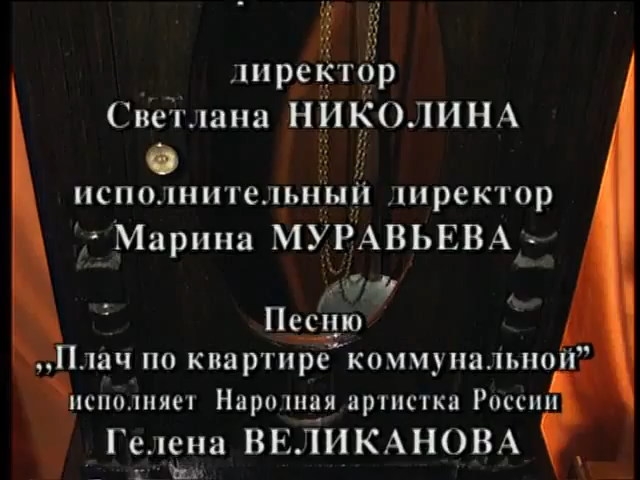 директор
Светлана НИКОЛИНА
исполнительный директор
Марина МУРАВЬЕВА
Песню
,,Плач по квартире коммунальной”
исполняет Народная артистка России
Гелена ВЕЛИКАНОВА